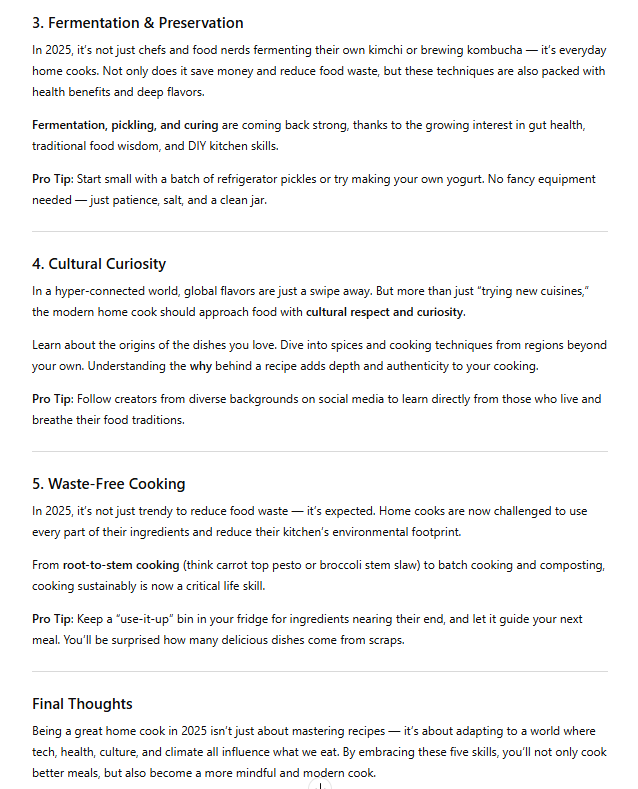 3. Fermentation & Preservation
In 2025, it’s not just chefs and food nerds fermenting their own kimchi or brewing kombucha — it’s everyday
home cooks. Not only does it save money and reduce food waste, but these techniques are also packed with
health benefits and deep flavors.
Fermentation, pickling, and curing are coming back strong, thanks to the growing interest in gut health,
traditional food wisdom, and DIY kitchen skills.
Pro Tip: Start small with a batch of refrigerator pickles or try making your own yogurt. No fancy equipment
needed — just patience, salt, and a clean jar.
4. Cultural Curiosity
In a hyper-connected world, global flavors are just a swipe away. But more than just “trying new cuisines,”
the modern home cook should approach food with cultural respect and curiosity.
Learn about the origins of the dishes you love. Dive into spices and cooking techniques from regions beyond
your own. Understanding the why behind a recipe adds depth and authenticity to your cooking.
Pro Tip: Follow creators from diverse backgrounds on social media to learn directly from those who live and
breathe their food traditions.
5. Waste-Free Cooking
In 2025, it’s not just trendy to reduce food waste — it’s expected. Home cooks are now challenged to use
every part of their ingredients and reduce their kitchen’s environmental footprint.
From root-to-stem cooking (think carrot top pesto or broccoli stem slaw) to batch cooking and composting,
cooking sustainably is now a critical life skill.
Pro Tip: Keep a “use-it-up” bin in your fridge for ingredients nearing their end, and let it guide your next
meal. You’ll be surprised how many delicious dishes come from scraps.
Final Thoughts
Being a great home cook in 2025 isn’t just about mastering recipes — it’s about adapting to a world where
tech, health, culture, and climate all influence what we eat. By embracing these five skills, you’ll not only cook
better meals, but also become a more mindful and modern cook.